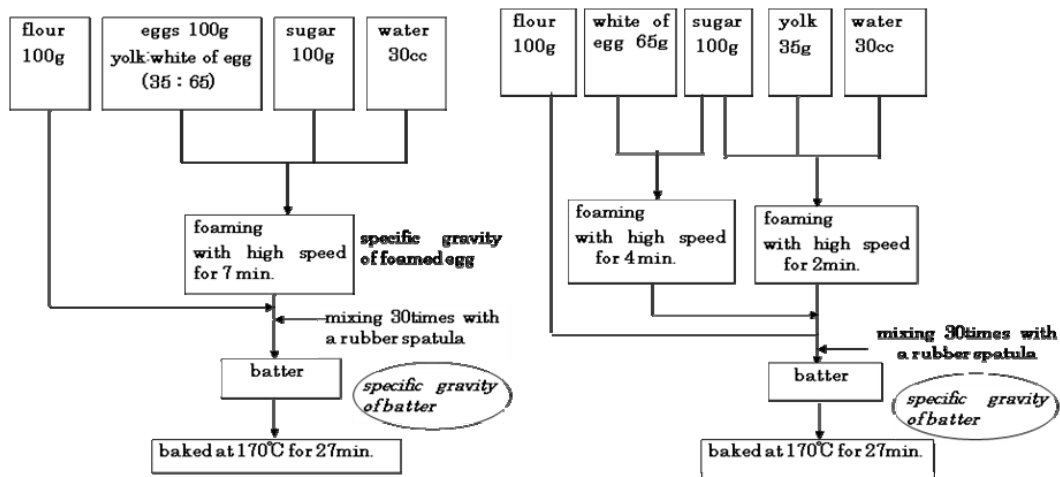 flour
100g
eggs 100g
yolk:white of egg
(35：65)
sugar
100g
water
30cc
foaming
with high speed
for 7 min.
specific gravity
of foamed egg
mixing 30times with
a rubber spatula
batter
specific gravity
of batter
baked at 170℃ for 27min.
flour
100g
white of
egg 65g
sugar
100g
yolk
35g
water
30cc
foaming
with high speed
for 4 min.
foaming
with high speed
for 2min.
mixing 30times with
a rubber spatula
batter
specific gravity
of batter
baked at 170℃ for 27min.